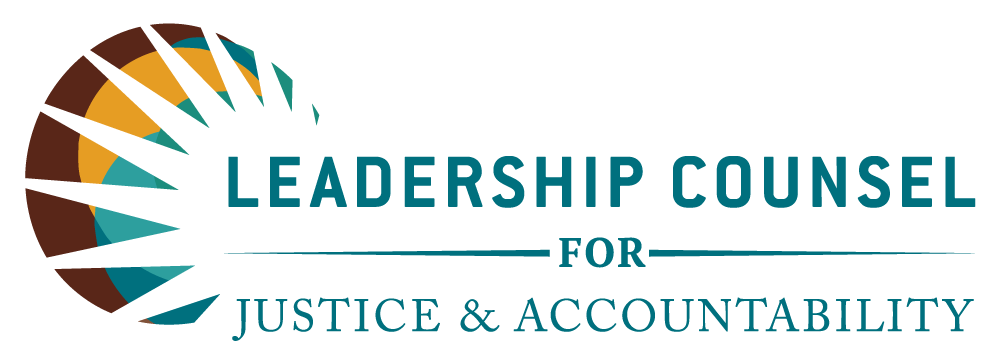 LEADERSHIP COUNSEL
FOR
JUSTICE & ACCOUNTABILITY